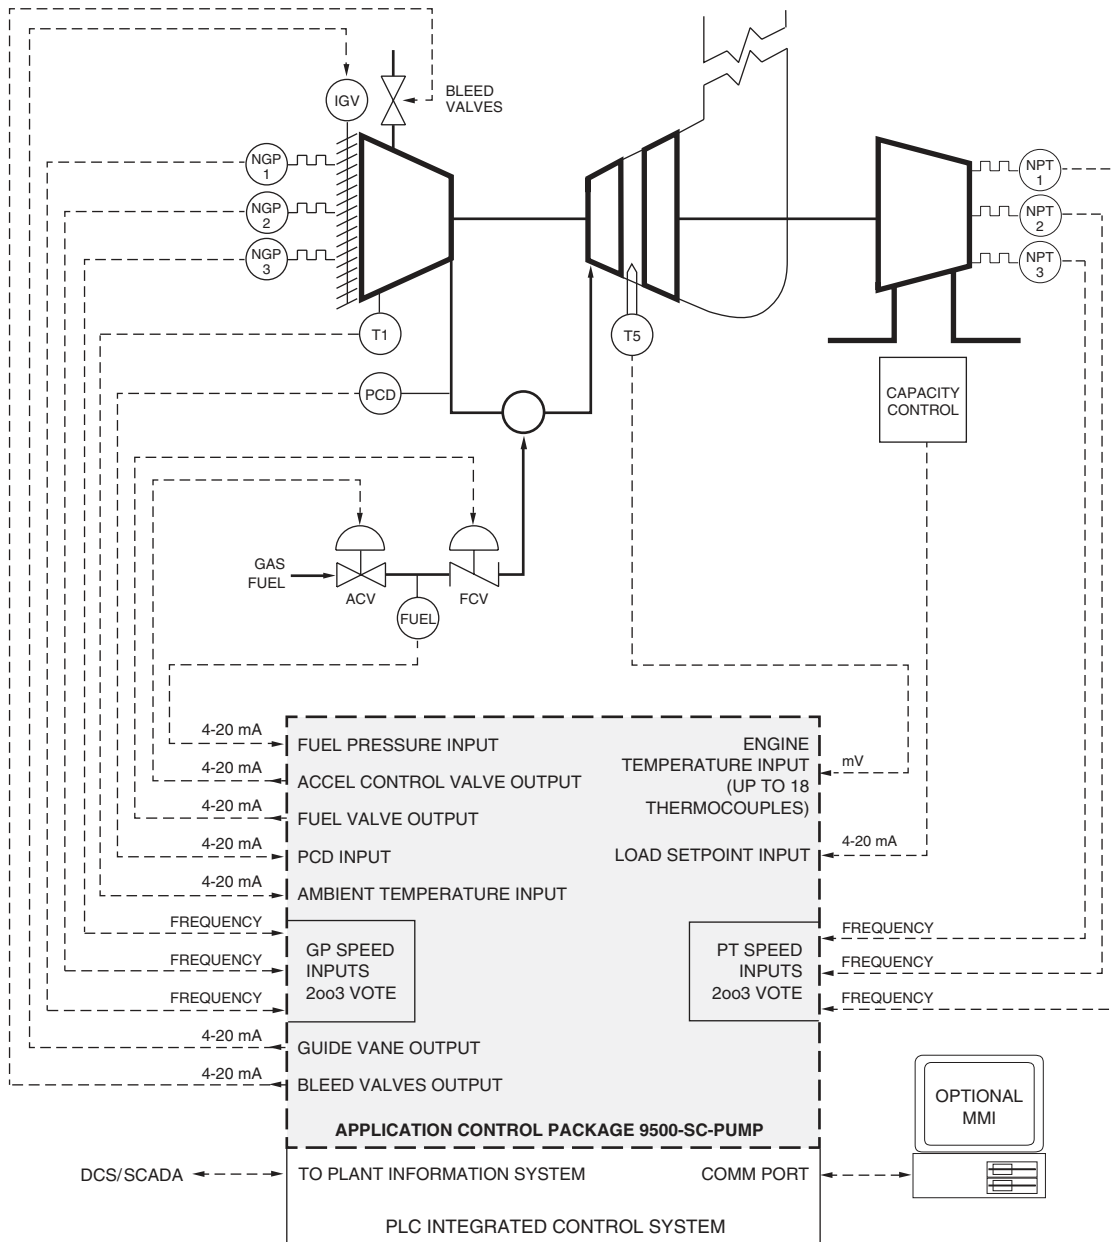 BLEED
VALVES
IGV
NGP
1
NGP
2
NGP
3
NPT
1
NPT
2
NPT
3
T1
T5
PCD
CAPACITY
CONTROL
GAS
FUEL
ACV
FCV
FUEL
4-20 mA
FUEL PRESSURE INPUT
4-20 mA
ACCEL CONTROL VALVE OUTPUT
4-20 mA
FUEL VALVE OUTPUT
4-20 mA
PCD INPUT
4-20 mA
AMBIENT TEMPERATURE INPUT
FREQUENCY
FREQUENCY
FREQUENCY
GP SPEED
INPUTS
2oo3 VOTE
4-20 mA
GUIDE VANE OUTPUT
4-20 mA
BLEED VALVES OUTPUT
ENGINE
TEMPERATURE INPUT
(UP TO 18
THERMOCOUPLES)
mV
LOAD SETPOINT INPUT
4-20 mA
PT SPEED
INPUTS
2oo3 VOTE
FREQUENCY
FREQUENCY
FREQUENCY
APPLICATION CONTROL PACKAGE 9500-SC-PUMP
OPTIONAL
MMI
DCS/SCADA
TO PLANT INFORMATION SYSTEM
COMM PORT
PLC INTEGRATED CONTROL SYSTEM